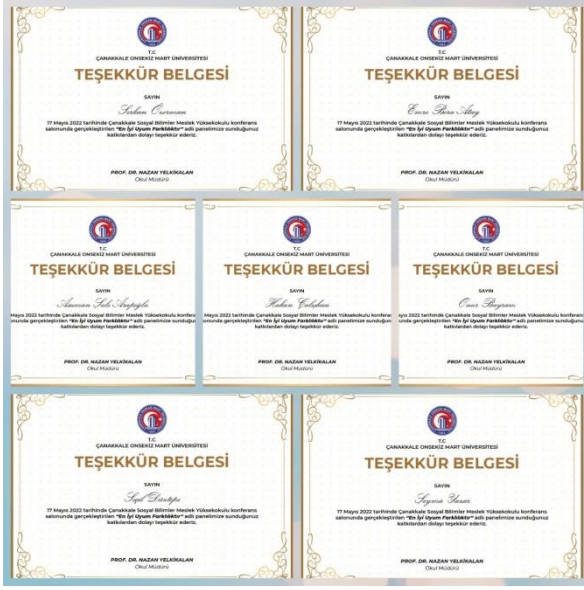 T.C
ÇANAKKALE ONSEKİZ MART ÜNİVERSİTESİ
TEŞEKKÜR BELGESİ
SAYIN
Serkan Özorman
17 Mayıs 2022 tarihinde Çanakkale Sosyal Bilimler Meslek Yüksekokulu konferans
salonunda gerçekleştirilen "En İyi Uyum Farklılıktır" adlı panelimize sunduğunuz
katkılardan dolayı teşekkür ederiz.
PROF. DR. NAZAN YELKİKALAN
Okul Müdürü
T.C
ÇANAKKALE ONSEKİZ MART ÜNİVERSİTESİ
TEŞEKKÜR BELGESİ
SAYIN
Emre Bora Atay
17 Mayıs 2022 tarihinde Çanakkale Sosyal Bilimler Meslek Yüksekokulu konferans
salonunda gerçekleştirilen "En İyi Uyum Farklılıktır" adlı panelimize sunduğunuz
katkılardan dolayı teşekkür ederiz.
PROF. DR. NAZAN YELKİKALAN
Okul Müdürü
T.C
ÇANAKKALE ONSEKİZ MART ÜNİVERSİTESİ
TEŞEKKÜR BELGESİ
SAYIN
Mayıs 2022 tarihinde Çanakkale Sosyal Bilimler Meslek Yüksekokulu konferans
onunda gerçekleştirilen "En İyi Uyum Farklılıktır" adlı panelimize sunduğunu
katkılardan dolayı teşekkür ederiz.
PROF. DR. NAZAN YELKİKALAN
Okul Müdürü
T.C
ÇANAKKALE ONSEKİZ MART ÜNİVERSİTESİ
TEŞEKKÜR BELGESİ
SAYIN
Hakan Çalışkan
Mayıs 2022 tarihinde Çanakkale Sosyal Bilimler Meslek Yüksekokulu konferan
onunda gerçekleştirilen "En İyi Uyum Farklılıktır" adlı panelimize sunduğunu
katkılardan dolayı teşekkür ederiz.
PROF. DR. NAZAN YELKİKALAN
Okul Müdürü
T.C
ÇANAKKALE ONSEKİZ MART ÜNİVERSİTESİ
TEŞEKKÜR BELGESİ
SAYIN
Onur Bayram
yıs 2022 tarihinde Çanakkale Sosyal Bilimler Meslek Yüksekokulu konferans
unda gerçekleştirilen "En İyi Uyum Farklılıktır" adlı panelimize sunduğunu
katkılardan dolayı teşekkür ederiz.
PROF. DR. NAZAN YELKİKALAN
Okul Müdürü
T.C
ÇANAKKALE ONSEKİZ MART ÜNİVERSİTESİ
TEŞEKKÜR BELGESİ
SAYIN
17 Mayıs 2022 tarihinde Çanakkale Sosyal Bilimler Meslek Yüksekokulu konferans
salonunda gerçekleştirilen "En İyi Uyum Farklılıktır" adlı panelimize sunduğunuz
katkılardan dolayı teşekkür ederiz.
PROF. DR. NAZAN YELKİKALAN
Okul Müdürü
T.C
ÇANAKKALE ONSEKİZ MART ÜNİVERSİTESİ
TEŞEKKÜR BELGESİ
SAYIN
Şeyma Yazar
17 Mayıs 2022 tarihinde Çanakkale Sosyal Bilimler Meslek Yüksekokulu konferans
salonunda gerçekleştirilen "En İyi Uyum Farklılıktır" adlı panelimize sunduğunuz
katkılardan dolayı teşekkür ederiz.
PROF. DR. NAZAN YELKİKALAN
Okul Müdürü